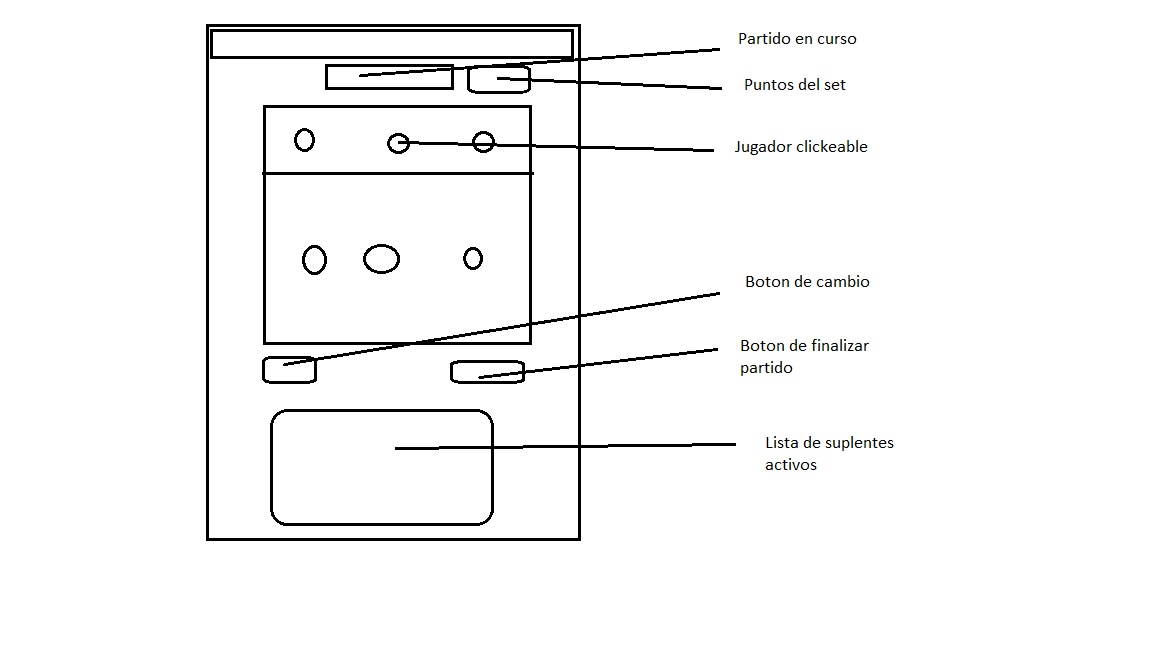 Partido en curso
Puntos del set
Jugador clickeable
Boton de cambio
Boton de finalizar
partido
Lista de suplentes
activos